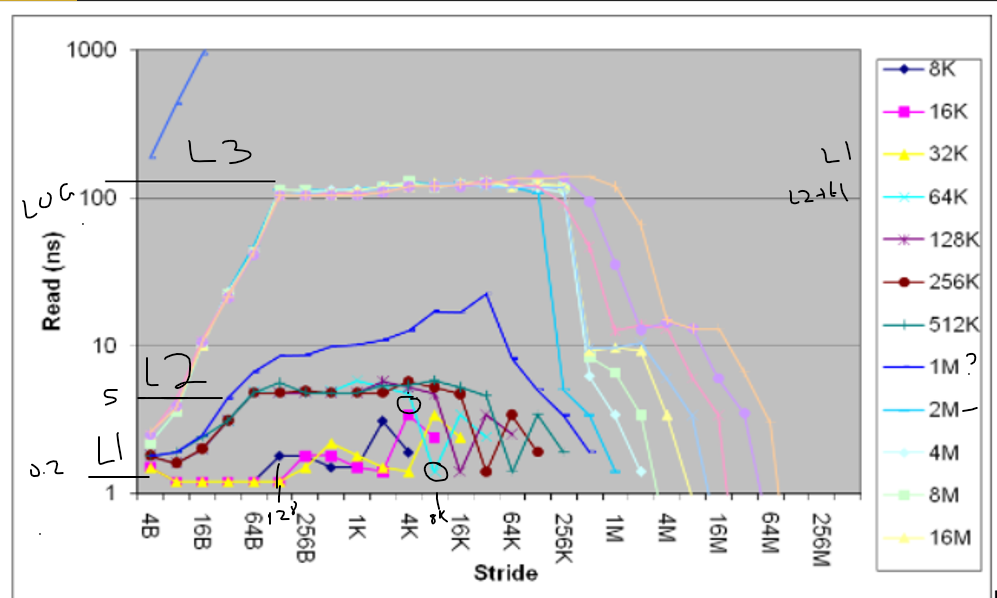 1000
L3
L1
100
L2+L1
Read (ns)
10
L2
5
L1
0.2
1
128
8K
4B
16B
64B
256B
1K
4K
16K
64K
256K
1M
4M
16M
64M
256M
Stride
8K
16K
32K
64K
128K
256K
512K
1M ?
2M
4M
8M
16M